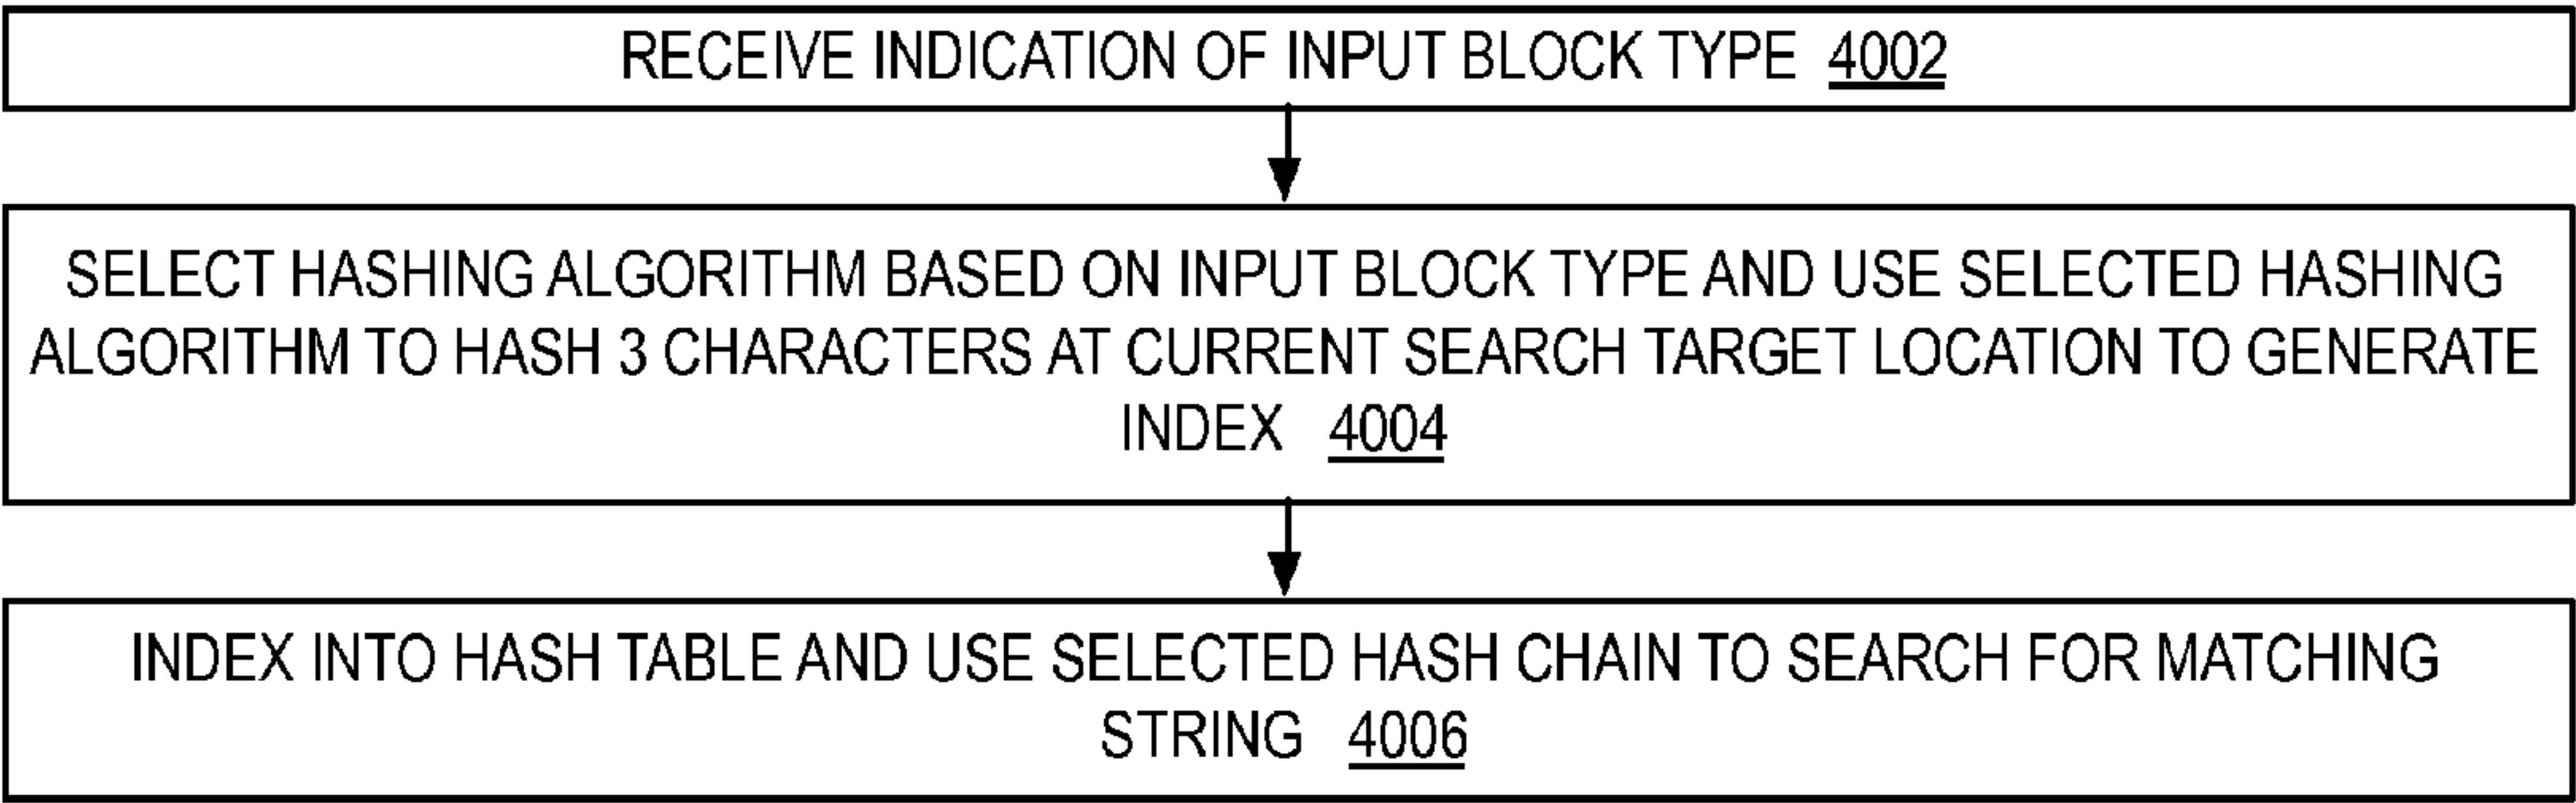 RECEIVE INDICATION OF INPUT BLOCK TYPE 4002
SELECT HASHING ALGORITHM BASED ON INPUT BLOCK TYPE AND USE SELECTED HASHING
ALGORITHM TO HASH 3 CHARACTERS AT CURRENT SEARCH TARGET LOCATION TO GENERATE
INDEX 4004
INDEX INTO HASH TABLE AND USE SELECTED HASH CHAIN TO SEARCH FOR MATCHING
STRING 4006